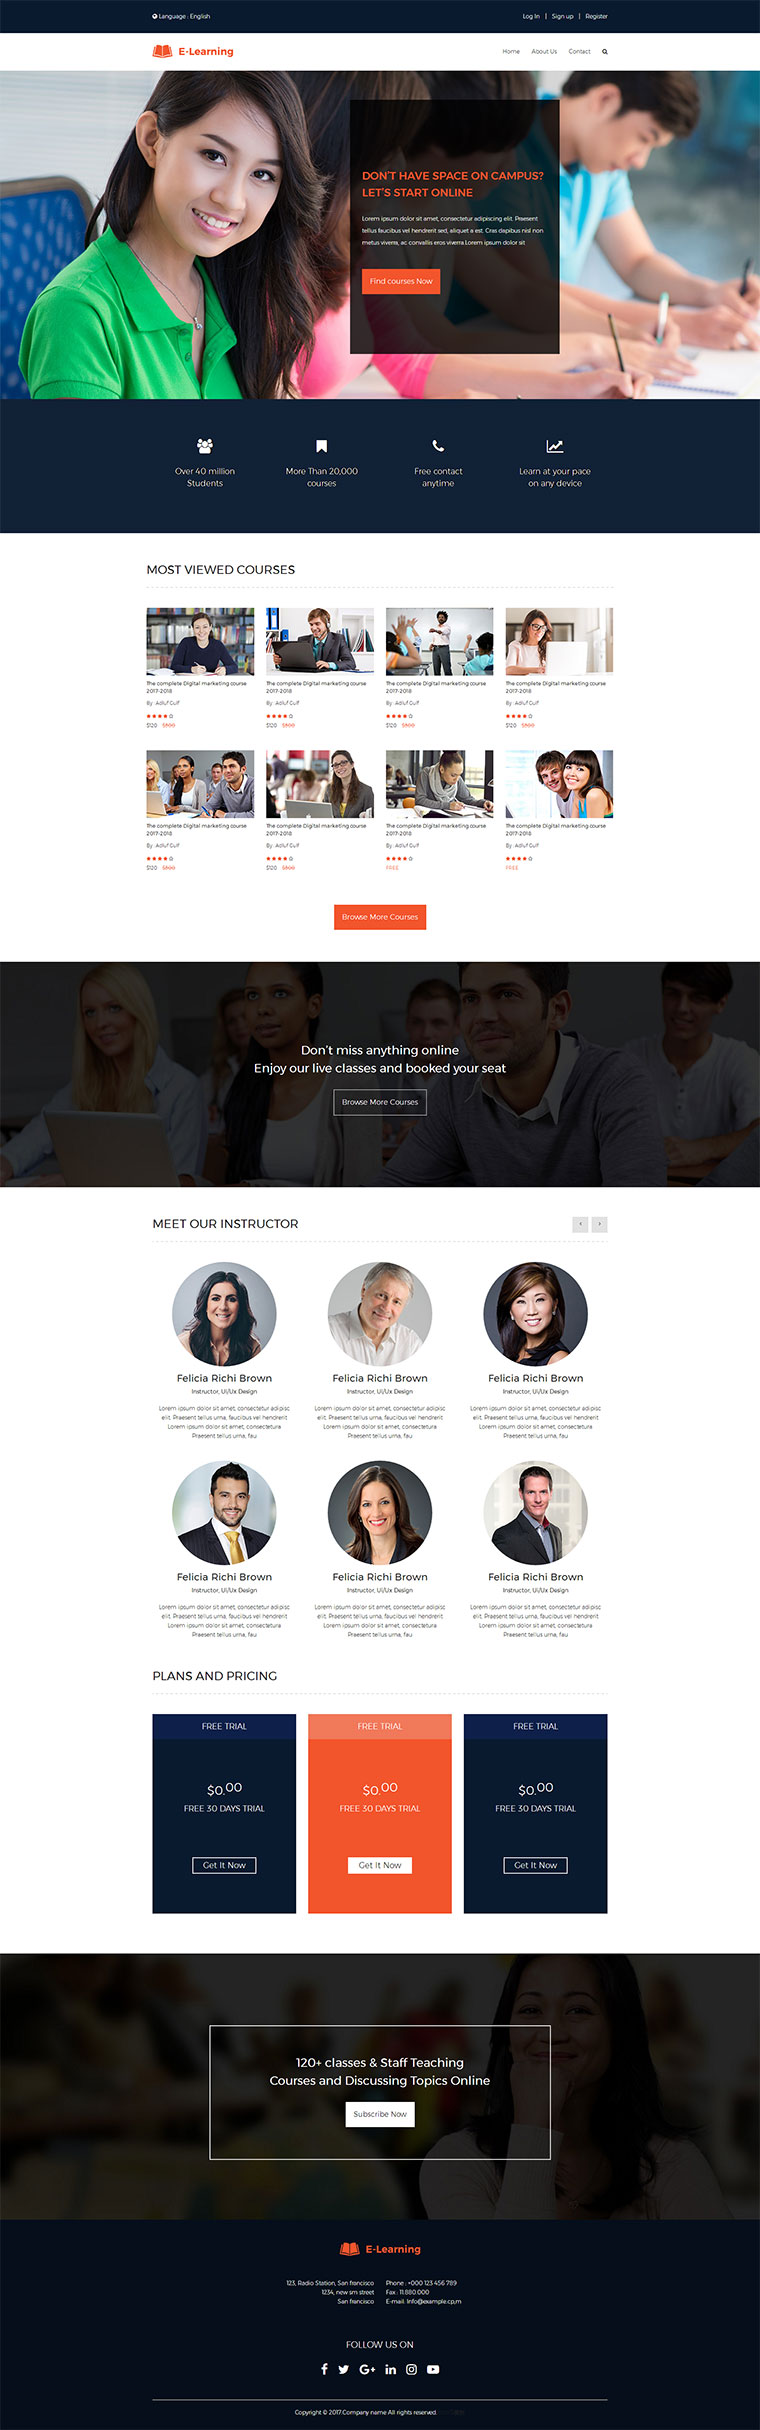 Language : English
Log In | Sign up | Register
E-Learning
Home About Us Contact
DON'T HAVE SPACE ON CAMPUS?
LET'S START ONLINE
Lorem ipsum dolor sit amet, consectetur adipiscing elit. Praesent
tellus faucibus vel hendrerit sed, aliquet a est. Cras dapibus nisl non
metus viverra, ac convallis eros viverra.Lorem ipsum dolor sit
Find courses Now
Over 40 million
Students
More Than 20,000
courses
Free contact
anytime
Learn at your pace
on any device
MOST VIEWED COURSES
The complete Digital marketing course
2017-2018
By : Adluf Gulf
$120 $300
The complete Digital marketing course
2017-2018
By : Adluf Gulf
$120 $300
The complete Digital marketing course
2017-2018
By : Adluf Gulf
$120 $300
The complete Digital marketing course
2017-2018
By : Adluf Gulf
$120 $300
The complete Digital marketing course
2017-2018
By : Adluf Gulf
$120 $300
The complete Digital marketing course
2017-2018
By : Adluf Gulf
$120 $300
The complete Digital marketing course
2017-2018
By : Adluf Gulf
FREE
The complete Digital marketing course
2017-2018
By : Adluf Gulf
FREE
Browse More Courses
Don't miss anything online
Enjoy our live classes and booked your seat
Browse More Courses
MEET OUR INSTRUCTOR
Felicia Richi Brown
Instructor, UI/Ux Design
Lorem ipsum dolor sit amet, consectetur adipisc
elit. Praesent tellus urna, faucibus vel hendrerit
Lorem ipsum dolor sit amet, consectetura
Praesent tellus urna, fau
Felicia Richi Brown
Instructor, UI/Ux Design
Lorem ipsum dolor sit amet, consectetur adipisc
elit. Praesent tellus urna, faucibus vel hendrerit
Lorem ipsum dolor sit amet, consectetura
Praesent tellus urna, fau
Felicia Richi Brown
Instructor, UI/Ux Design
Lorem ipsum dolor sit amet, consectetur adipisc
elit. Praesent tellus urna, faucibus vel hendrerit
Lorem ipsum dolor sit amet, consectetura
Praesent tellus urna, fau
Felicia Richi Brown
Instructor, UI/Ux Design
Lorem ipsum dolor sit amet, consectetur adipisc
elit. Praesent tellus urna, faucibus vel hendrerit
Lorem ipsum dolor sit amet, consectetura
Praesent tellus urna, fau
Felicia Richi Brown
Instructor, UI/Ux Design
Lorem ipsum dolor sit amet, consectetur adipisc
elit. Praesent tellus urna, faucibus vel hendrerit
Lorem ipsum dolor sit amet, consectetura
Praesent tellus urna, fau
Felicia Richi Brown
Instructor, UI/Ux Design
Lorem ipsum dolor sit amet, consectetur adipisc
elit. Praesent tellus urna, faucibus vel hendrerit
Lorem ipsum dolor sit amet, consectetura
Praesent tellus urna, fau
PLANS AND PRICING
FREE TRIAL
$0.00
FREE 30 DAYS TRIAL
Get It Now
FREE TRIAL
$0.00
FREE 30 DAYS TRIAL
Get It Now
FREE TRIAL
$0.00
FREE 30 DAYS TRIAL
Get It Now
120+ classes & Staff Teaching
Courses and Discussing Topics Online
Subscribe Now
E-Learning
123, Radio Station, San francisco
1234, new sm street
San francisco
Phone : +000 123 456 789
Fax : 11.880.000
E-mail: Info@example.cp,m
FOLLOW US ON
Copyright © 2017.Company name All rights reserved.